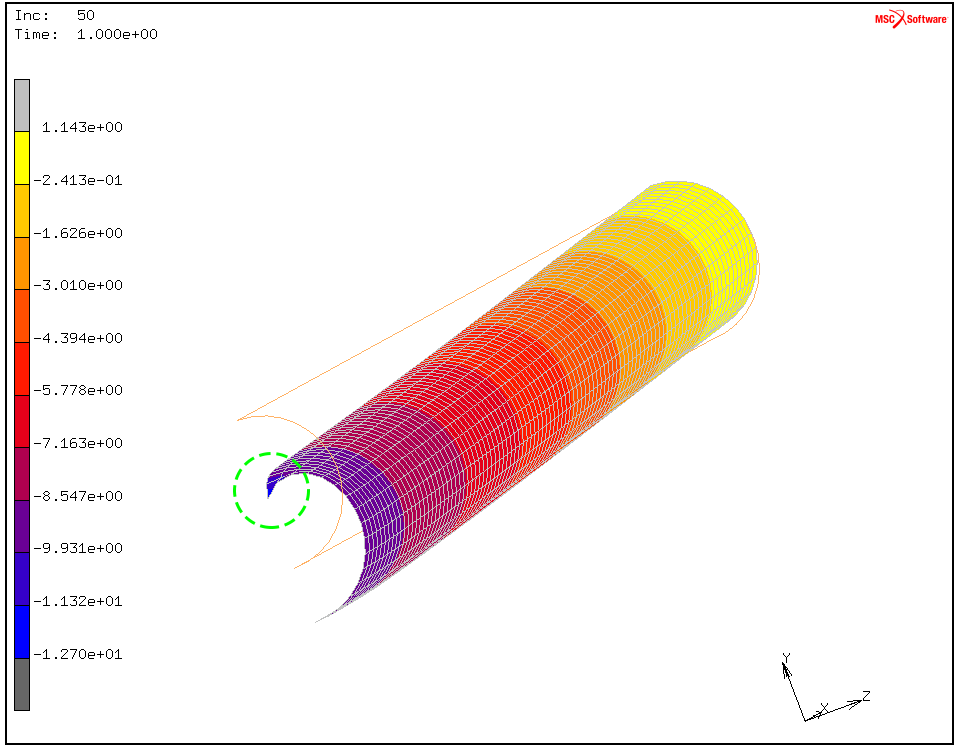 Inc: 50
Time: 1.000e+00
MSC Software
1.143e+00
-2.413e-01
-1.626e+00
-3.010e+00
-4.394e+00
-5.778e+00
-7.163e+00
-8.547e+00
-9.931e+00
-1.132e+01
-1.270e+01
Y
X
Z